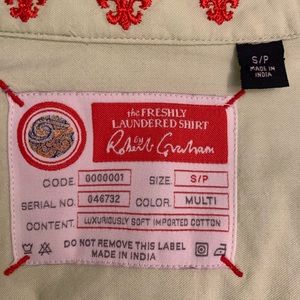 S/P
MADE IN
INDIA
the FRESHLY
LAUNDERED SHIRT
by
Robert Graham
CODE 0000001 SIZE: S/P
SERIAL NO. 046732 COLOR: MULTI
CONTENT: LUXURIOUSLY SOFT IMPORTED COTTON
DO NOT REMOVE THIS LABEL
MADE IN INDIA